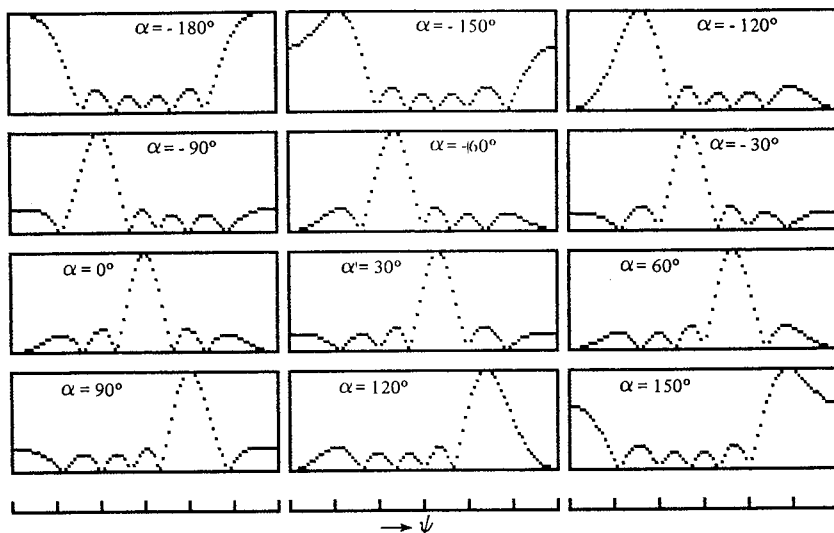 α = - 180°
α = - 150°
α = - 120°
α = - 90°
α = -60°
α = - 30°
α = 0°
α' = 30°
α = 60°
α = 90°
α = 120°
α = 150°
→ ψ